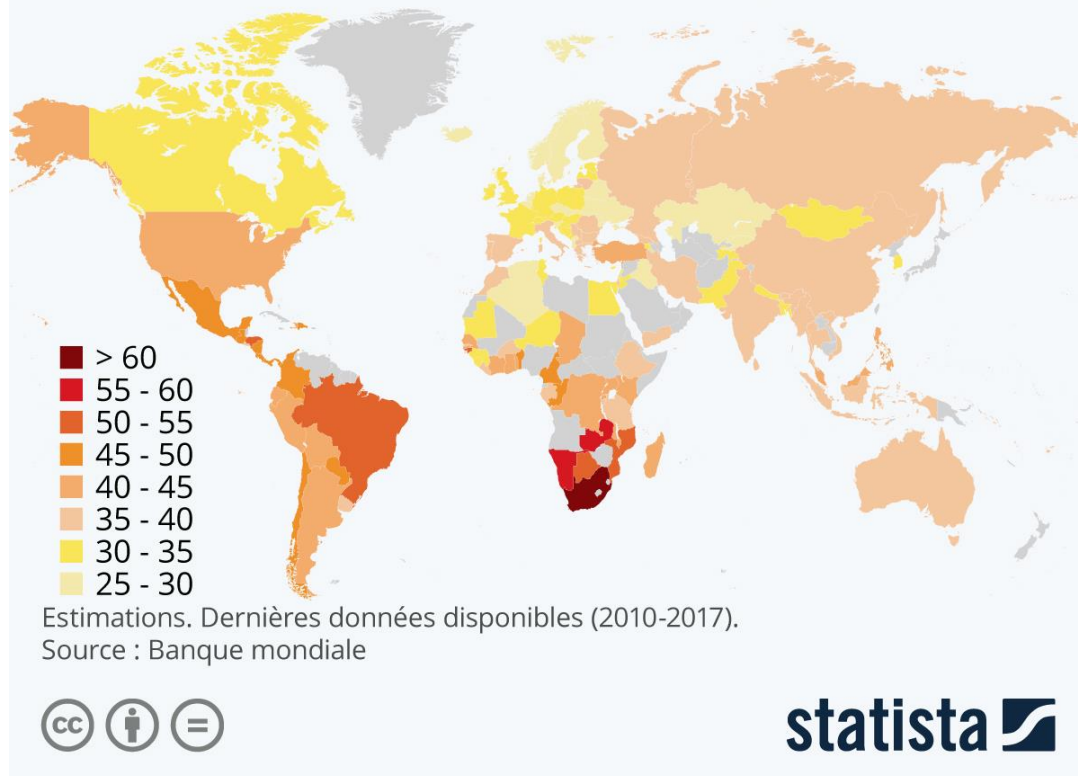 > 60
55 - 60
50 - 55
45 - 50
40 - 45
35 - 40
30 - 35
25 - 30
Estimations. Dernières données disponibles (2010-2017).
Source : Banque mondiale
cc
statista